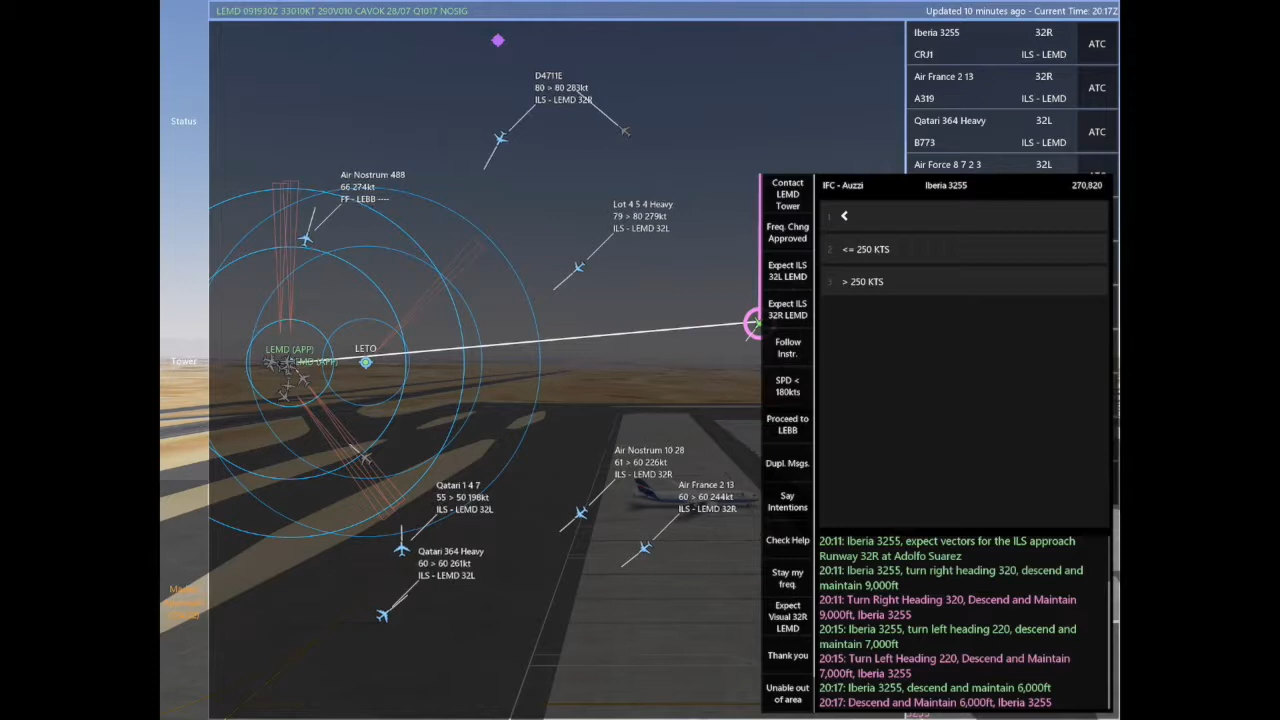 LEMD 091930Z 33010KT 290V010 CAVOK 28/07 Q1017 NOSIG
Updated 10 minutes ago - Current Time: 20:17Z
Iberia 3255 32R
CRJ1 ILS - LEMD
ATC
Air France 2 13 32R
A319 ILS - LEMD
ATC
Qatari 364 Heavy 32L
B773 ILS - LEMD
ATC
Air Force 8 7 2 3 32L
Status
Tower
D4711E
80 > 80 283kt
ILS - LEMD 32R
Air Nostrum 488
66 274kt
FF - LEBB ----
Lot 4 5 4 Heavy
79 > 80 279kt
ILS - LEMD 32L
LETO
LEMD (APP)
Air Nostrum 10 28
61 > 60 226kt
ILS - LEMD 32R
Air France 2 13
60 > 60 244kt
ILS - LEMD 32R
Qatari 1 4 7
55 > 50 198kt
ILS - LEMD 32L
Qatari 364 Heavy
60 > 60 261kt
ILS - LEMD 32L
Contact
LEMD
Tower
Freq. Chng
Approved
Expect ILS
32L LEMD
Expect ILS
32R LEMD
Follow
Instr.
SPD <
180kts
Proceed to
LEBB
Dupl. Msgs.
Say
Intentions
Check Help
Stay my
freq.
Expect
Visual 32R
LEMD
Thank you
Unable out
of area
IFC - Auzzi Iberia 3255 270,820
1 <
2 <= 250 KTS
3 > 250 KTS
20:11: Iberia 3255, expect vectors for the ILS approach
Runway 32R at Adolfo Suarez
20:11: Iberia 3255, turn right heading 320, descend and
maintain 9,000ft
20:11: Turn Right Heading 320, Descend and Maintain
9,000ft, Iberia 3255
20:15: Iberia 3255, turn left heading 220, descend and
maintain 7,000ft
20:15: Turn Left Heading 220, Descend and Maintain
7,000ft, Iberia 3255
20:17: Iberia 3255, descend and maintain 6,000ft
20:17: Descend and Maintain 6,000ft, Iberia 3255